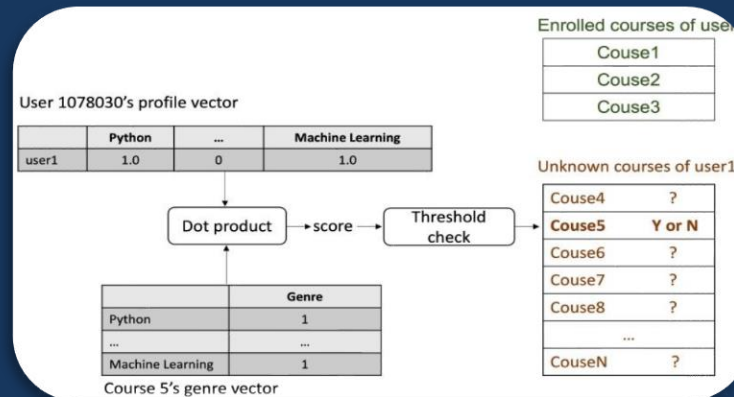 Enrolled courses of user
Couse1
Couse2
Couse3
User 1078030's profile vector
Python ... Machine Learning
user1 1.0 0 1.0
Unknown courses of user1
Couse4 ?
Couse5 Y or N
Couse6 ?
Couse7 ?
Couse8 ?
...
CouseN ?
Dot product
score
Threshold
check
Genre
Python 1
... ...
Machine Learning 1
Course 5's genre vector